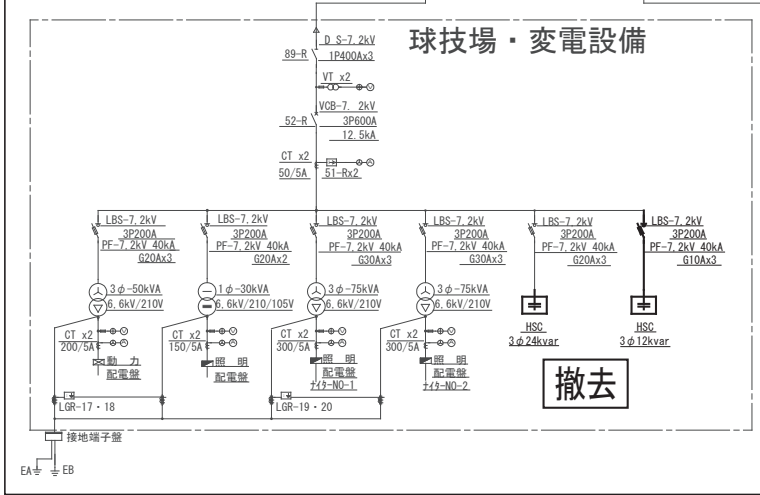 球技場・変電設備
D S-7.2kV
89-R
1P400Ax3
VT x2
VCB-7. 2kV
52-R
3P600A
12.5kA
CT x2
50/5A
51-Rx2
LBS-7.2kV
3P200A
PF-7.2kV 40kA
G20Ax3
LBS-7.2kV
3P200A
PF-7.2kV 40kA
G20Ax2
LBS-7.2kV
3P200A
PF-7.2kV 40kA
G30Ax3
LBS-7.2kV
3P200A
PF-7.2kV 40kA
G30Ax3
LBS-7.2kV
3P200A
PF-7.2kV 40kA
G20Ax3
LBS-7.2kV
3P200A
PF-7.2kV 40kA
G10Ax3
3φ-50kVA
6.6kV/210V
1φ-30kVA
6.6kV/210/105V
3φ-75kVA
6.6kV/210V
3φ-75kVA
6.6kV/210V
HSC
3φ24kvar
HSC
3φ12kvar
CT x2
200/5A
動 力
配電盤
CT x2
150/5A
照 明
配電盤
CT x2
300/5A
照 明
配電盤
ﾅｲﾀｰNO-1
CT x2
300/5A
照 明
配電盤
ﾅｲﾀｰNO-2
撤去
LGR-17・18
LGR-19・20
接地端子盤
EA
EB